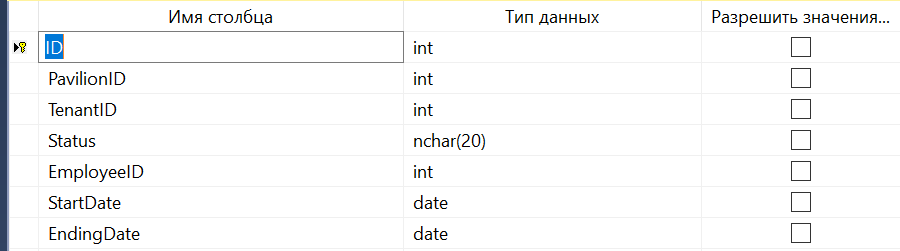 Имя столбца Тип данных Разрешить значения...
ID int
PavilionID int
TenantID int
Status nchar(20)
EmployeeID int
StartDate date
EndingDate date